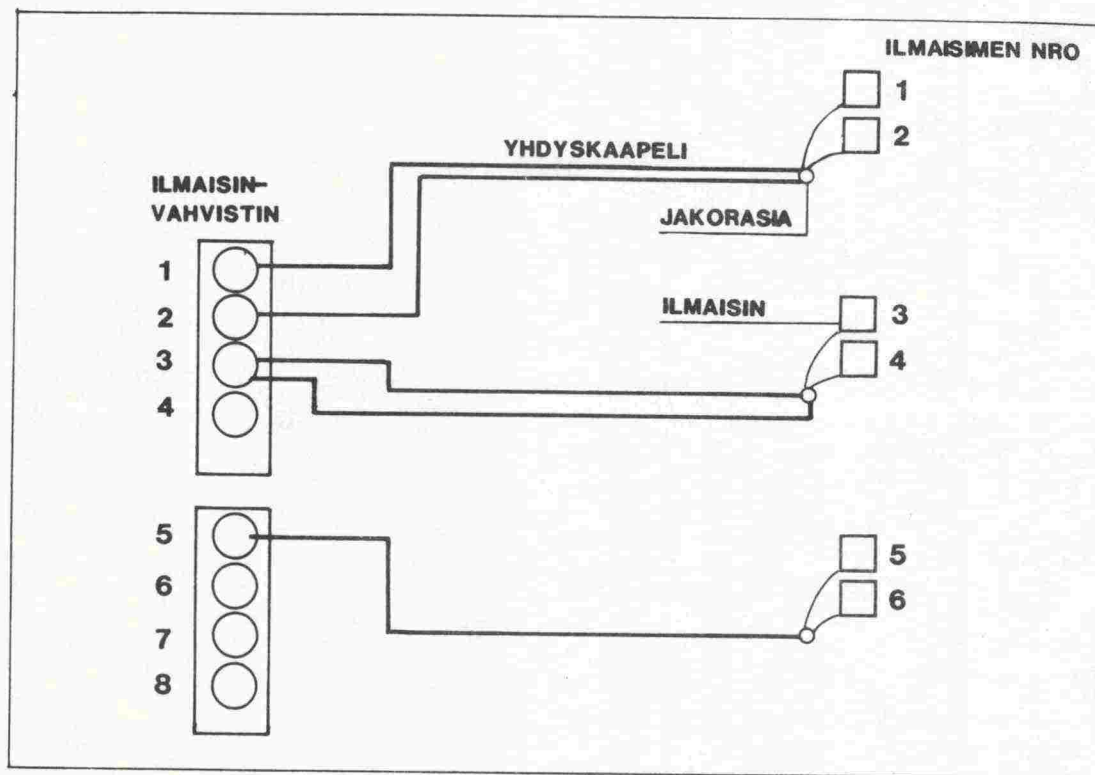 ILMAISIMEN NRO
1
2
YHDYSKAAPELI
ILMAISIN-
VAHVISTIN
JAKORASIA
1
2
3
4
ILMAISIN
3
4
5
6
7
8
5
6